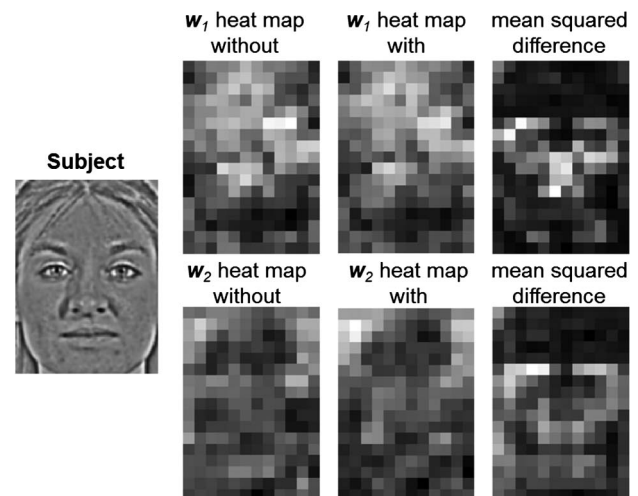 w1 heat map without
w1 heat map with
mean squared difference
Subject
w2 heat map without
w2 heat map with
mean squared difference